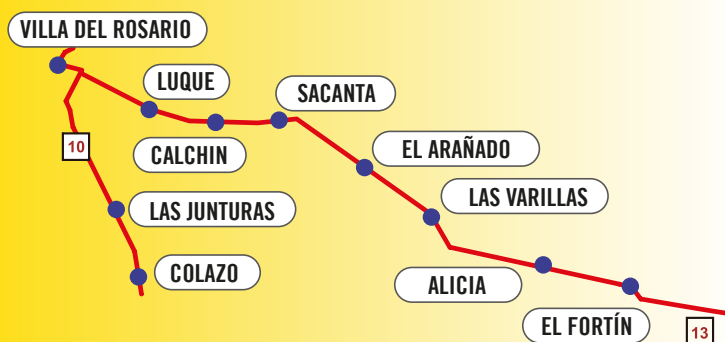 VILLA DEL ROSARIO
LUQUE
SACANTA
10
CALCHIN
EL ARAÑADO
LAS VARILLAS
LAS JUNTURAS
COLAZO
ALICIA
EL FORTÍN
13